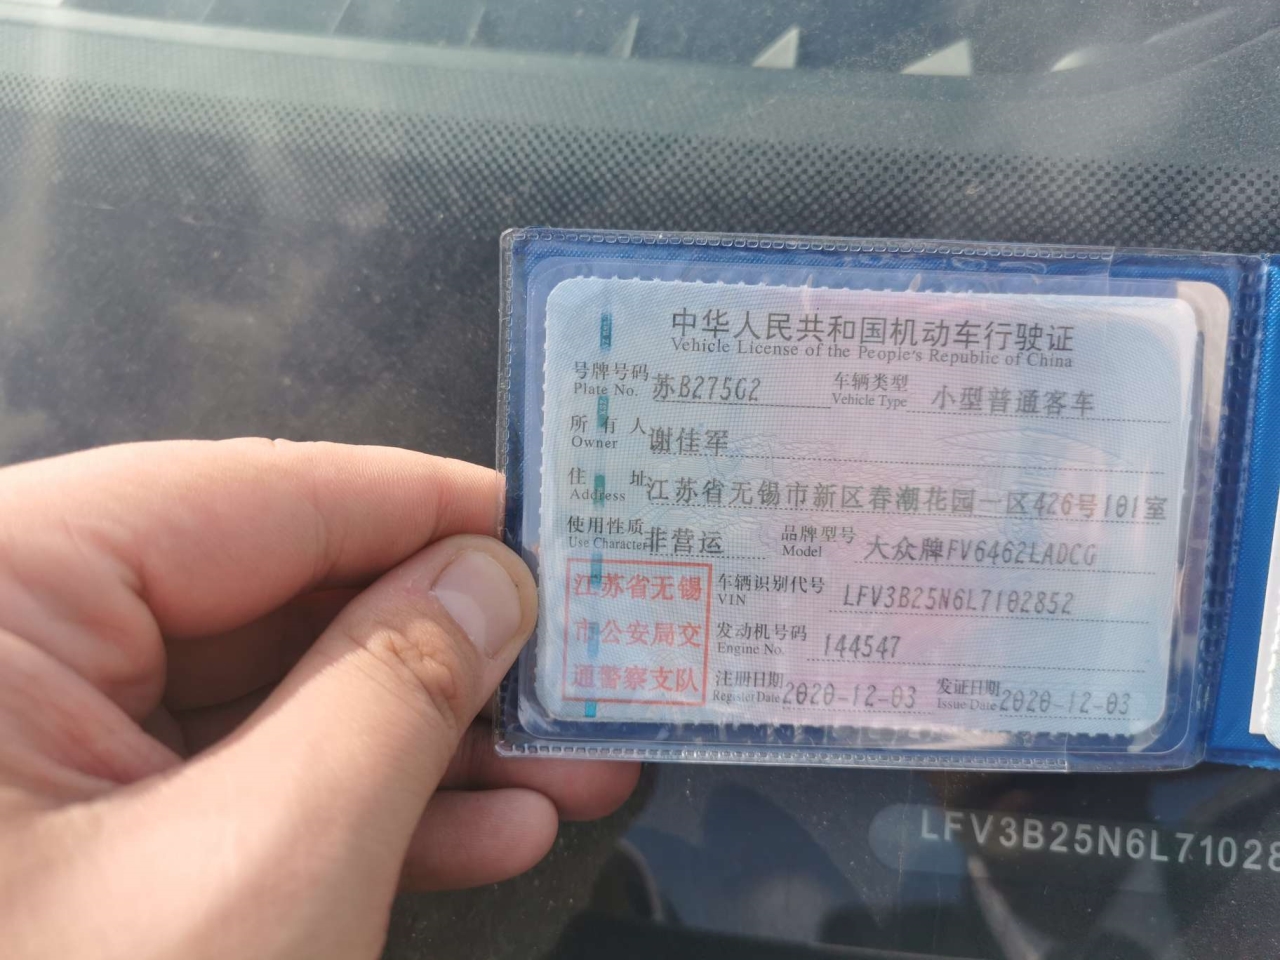 中华人民共和国机动车行驶证
Vehicle License of the People's Republic of China
号牌号码 苏B275G2 车辆类型 小型普通客车
Plate No. Vehicle Type
所有人 谢佳军
Owner
住址 江苏省无锡市新区春潮花园一区426号101室
Address
使用性质 非营运 品牌型号 大众牌FV6462LADCG
Use Character Model
江苏省无锡
市公安局交
通警察支队
车辆识别代号 LFV3B25N6L7102852
VIN
发动机号码 144547
Engine No.
注册日期 2020-12-03 发证日期 2020-12-03
Register Date Issue Date
LFV3B25N6L71028